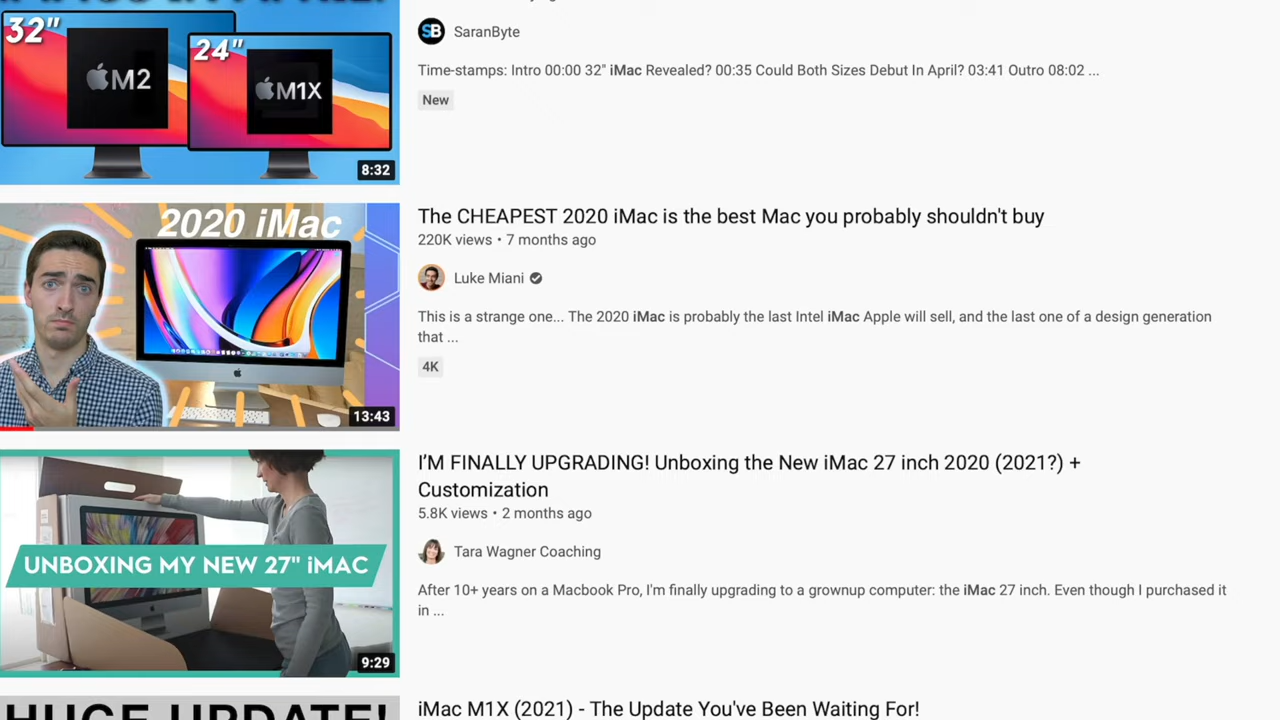 32"
24"
M2
M1X
8:32
SB
SaranByte
Time-stamps: Intro 00:00 32" iMac Revealed? 00:35 Could Both Sizes Debut In April? 03:41 Outro 08:02 ...
New
2020 iMac
13:43
The CHEAPEST 2020 iMac is the best Mac you probably shouldn't buy
220K views • 7 months ago
Luke Miani
This is a strange one... The 2020 iMac is probably the last Intel iMac Apple will sell, and the last one of a design generation
that ...
4K
UNBOXING MY NEW 27" iMAC
9:29
I'M FINALLY UPGRADING! Unboxing the New iMac 27 inch 2020 (2021?) +
Customization
5.8K views • 2 months ago
Tara Wagner Coaching
After 10+ years on a Macbook Pro, I'm finally upgrading to a grownup computer: the iMac 27 inch. Even though I purchased it
in ...
HUGE UPDATE!
iMac M1X (2021) - The Update You've Been Waiting For!